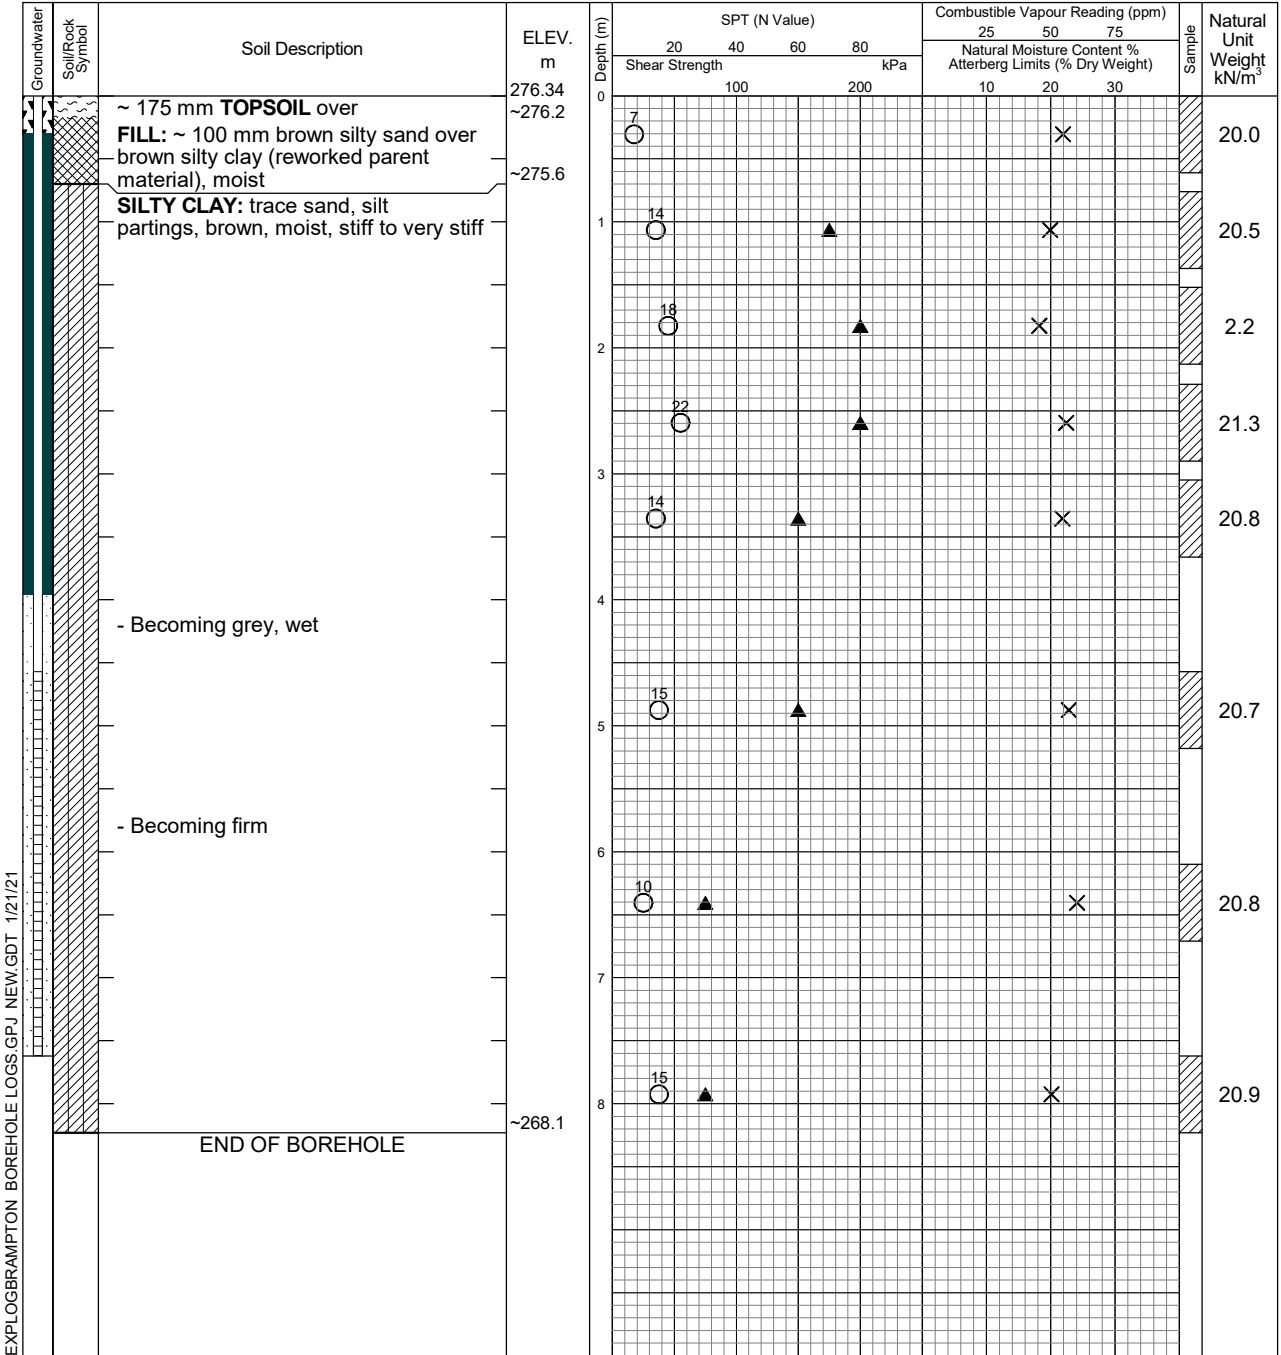 Groundwater
Soil/Rock
Symbol
Soil Description
ELEV.
m
276.34
Depth (m)
0
SPT (N Value)
20 40 60 80
Shear Strength kPa
100 200
Combustible Vapour Reading (ppm)
25 50 75
Natural Moisture Content %
Atterberg Limits (% Dry Weight)
10 20 30
Sample
Natural
Unit
Weight
kN/m³
~ 175 mm TOPSOIL over
~276.2
FILL: ~ 100 mm brown silty sand over
brown silty clay (reworked parent
material), moist
~275.6
7
20.0
SILTY CLAY: trace sand, silt
partings, brown, moist, stiff to very stiff
1
14
20.5
18
2.2
2
22
21.3
3
14
20.8
4
- Becoming grey, wet
15
20.7
5
- Becoming firm
6
10
20.8
7
15
20.9
8
~268.1
END OF BOREHOLE
EXPLOGBRAMPTON BOREHOLE LOGS.GPJ NEW.GDT 1/21/21